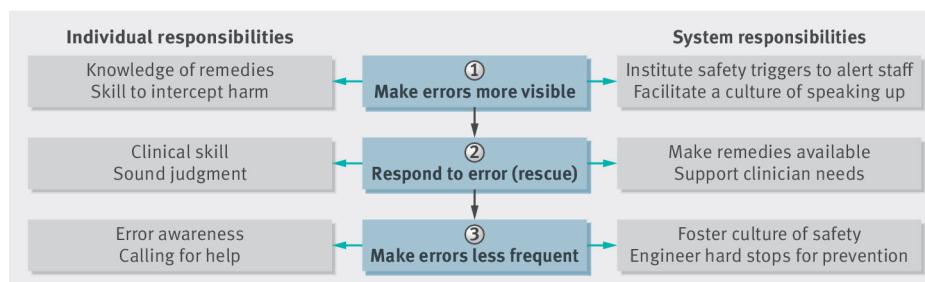 Individual responsibilities
System responsibilities
Knowledge of remedies
Skill to intercept harm
1
Make errors more visible
Institute safety triggers to alert staff
Facilitate a culture of speaking up
Clinical skill
Sound judgment
2
Respond to error (rescue)
Make remedies available
Support clinician needs
Error awareness
Calling for help
3
Make errors less frequent
Foster culture of safety
Engineer hard stops for prevention